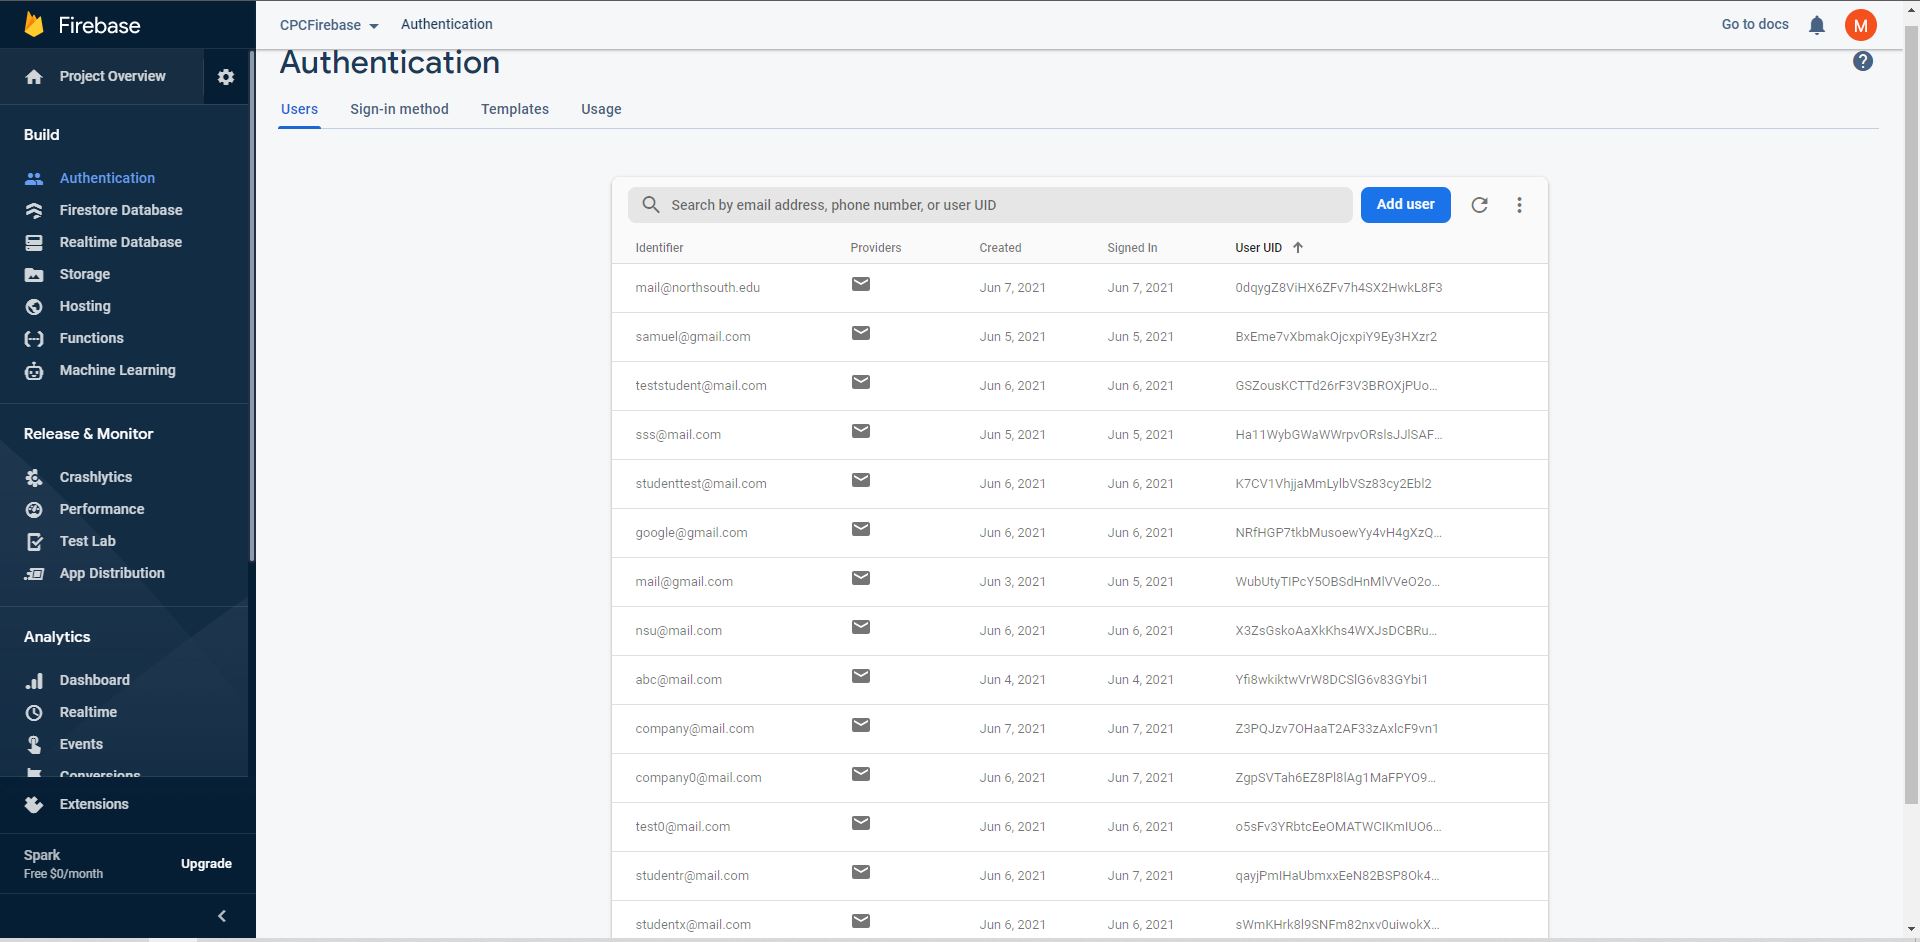 Firebase
CPCFirebase
Authentication
Go to docs
M
Project Overview
Authentication
?
Users
Sign-in method
Templates
Usage
Build
Authentication
Firestore Database
Realtime Database
Storage
Hosting
Functions
Machine Learning
Release & Monitor
Crashlytics
Performance
Test Lab
App Distribution
Analytics
Dashboard
Realtime
Events
Conversions
Extensions
Spark
Free $0/month
Upgrade
Search by email address, phone number, or user UID
Add user
Identifier Providers Created Signed In User UID
mail@northsouth.edu Jun 7, 2021 Jun 7, 2021 0dqygZ8ViHX6ZFv7h4SX2HwkL8F3
samuel@gmail.com Jun 5, 2021 Jun 5, 2021 BxEme7vXbmakOjcxpiY9Ey3HXzr2
teststudent@mail.com Jun 6, 2021 Jun 6, 2021 GSZousKCTTd26rF3V3BROXjPUo...
sss@mail.com Jun 5, 2021 Jun 5, 2021 Ha11WybGWaWWrpvORslsJJlSAF...
studenttest@mail.com Jun 6, 2021 Jun 6, 2021 K7CV1VhjjaMmLylbVSz83cy2Ebl2
google@gmail.com Jun 6, 2021 Jun 6, 2021 NRfHGP7tkbMusoewYy4vH4gXzQ...
mail@gmail.com Jun 3, 2021 Jun 5, 2021 WubUtyTIPcY5OBSdHnMlVVeO2o...
nsu@mail.com Jun 6, 2021 Jun 6, 2021 X3ZsGskoAaXkKhs4WXJsDCBRu...
abc@mail.com Jun 4, 2021 Jun 4, 2021 Yfi8wkiktwVrW8DCSlG6v83GYbi1
company@mail.com Jun 7, 2021 Jun 7, 2021 Z3PQJzv7OHaaT2AF33zAxlcF9vn1
company0@mail.com Jun 6, 2021 Jun 7, 2021 ZgpSVTah6EZ8Pl8lAg1MaFPYO9...
test0@mail.com Jun 6, 2021 Jun 6, 2021 o5sFv3YRbtcEeOMATWCIKmIUO6...
studentr@mail.com Jun 6, 2021 Jun 7, 2021 qayjPmIHaUbmxxEeN82BSP8Ok4...
studentx@mail.com Jun 6, 2021 Jun 6, 2021 sWmKHrk8l9SNFm82nxv0uiwokX...